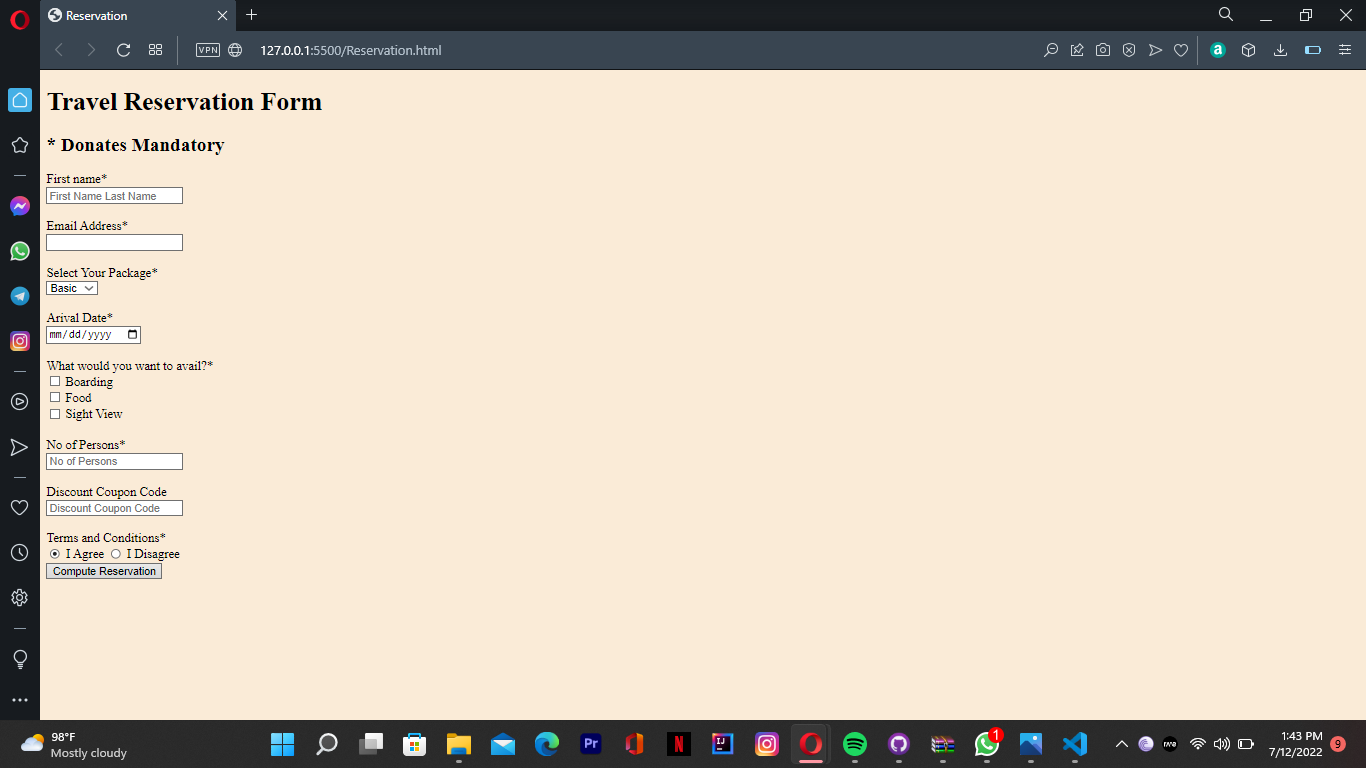 Reservation
VPN
127.0.0.1:5500/Reservation.html
a
Travel Reservation Form
* Donates Mandatory
First name*
First Name Last Name
Email Address*
Select Your Package*
Basic
Arival Date*
mm/dd/yyyy
What would you want to avail?*
Boarding
Food
Sight View
No of Persons*
No of Persons
Discount Coupon Code
Discount Coupon Code
Terms and Conditions*
I Agree I Disagree
Compute Reservation
98°F
Mostly cloudy
Pr
N
IJ
1
1:43 PM
7/12/2022
9